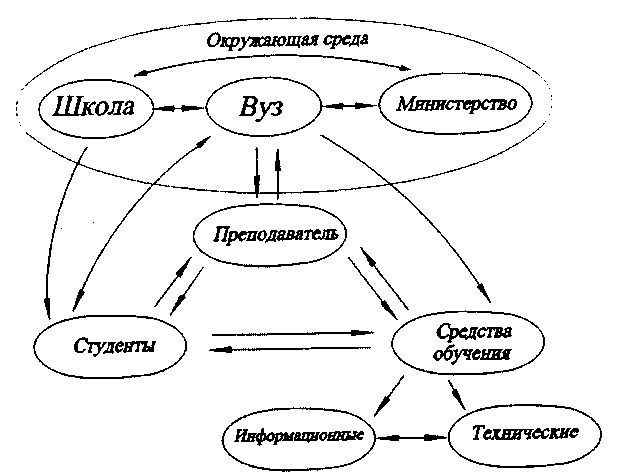 Окружающая среда
Школа
Вуз
Министерство
Преподаватель
Студенты
Средства
обучения
Информационные
Технические